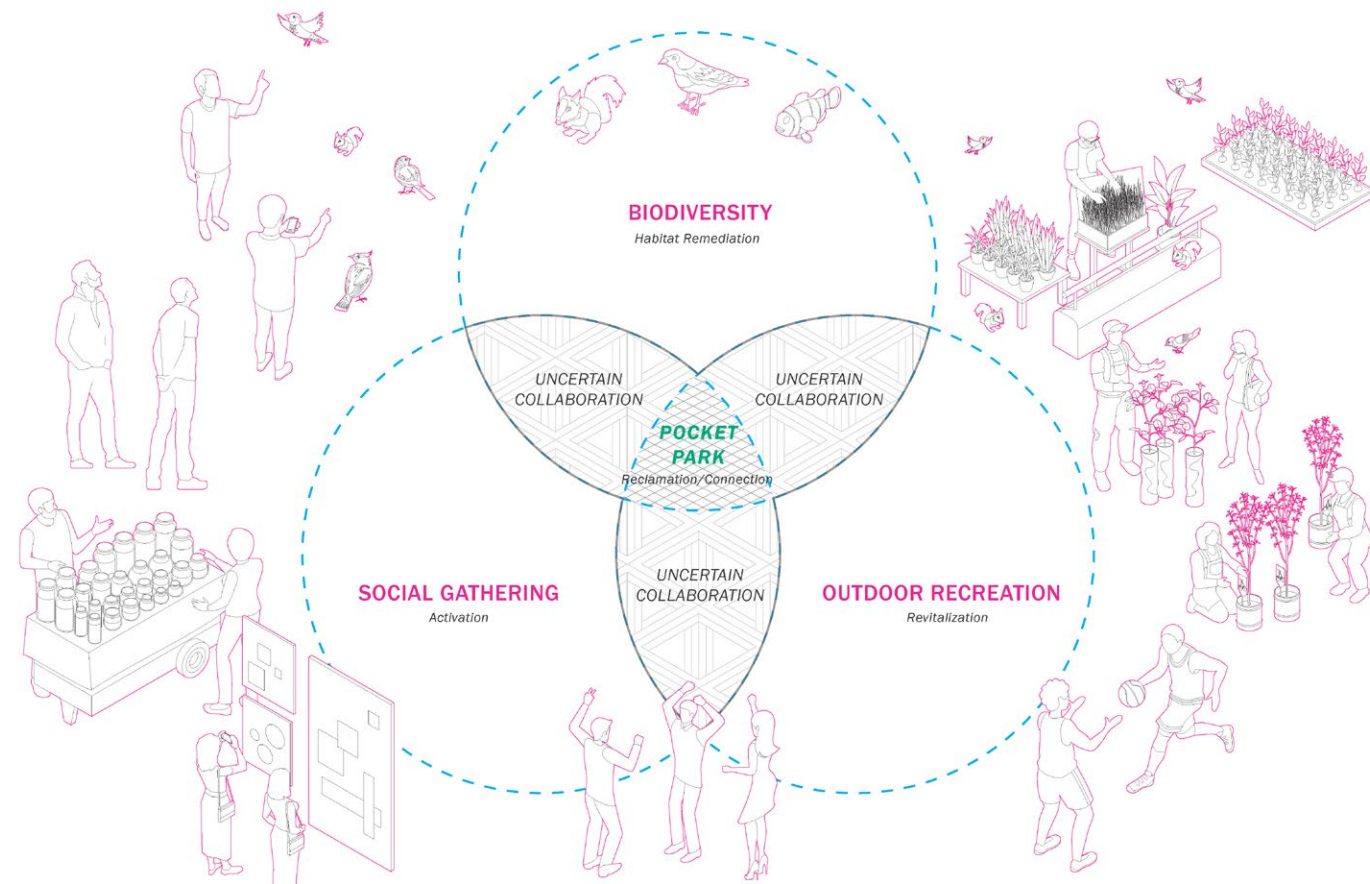 BIODIVERSITY
Habitat Remediation
UNCERTAIN
COLLABORATION
UNCERTAIN
COLLABORATION
POCKET
PARK
Reclamation/Connection
UNCERTAIN
COLLABORATION
SOCIAL GATHERING
Activation
OUTDOOR RECREATION
Revitalization